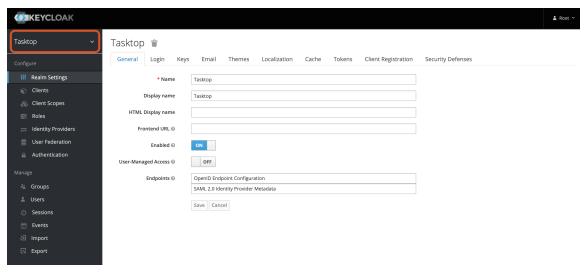 KEYCLOAK
Root
Tasktop
Tasktop
General Login Keys Email Themes Localization Cache Tokens Client Registration Security Defenses
Configure
Realm Settings
Clients
Client Scopes
Roles
Identity Providers
User Federation
Authentication
Manage
Groups
Users
Sessions
Events
Import
Export
* Name Tasktop
Display name Tasktop
HTML Display name
Frontend URL
Enabled ON
User-Managed Access OFF
Endpoints OpenID Endpoint Configuration
SAML 2.0 Identity Provider Metadata
Save Cancel